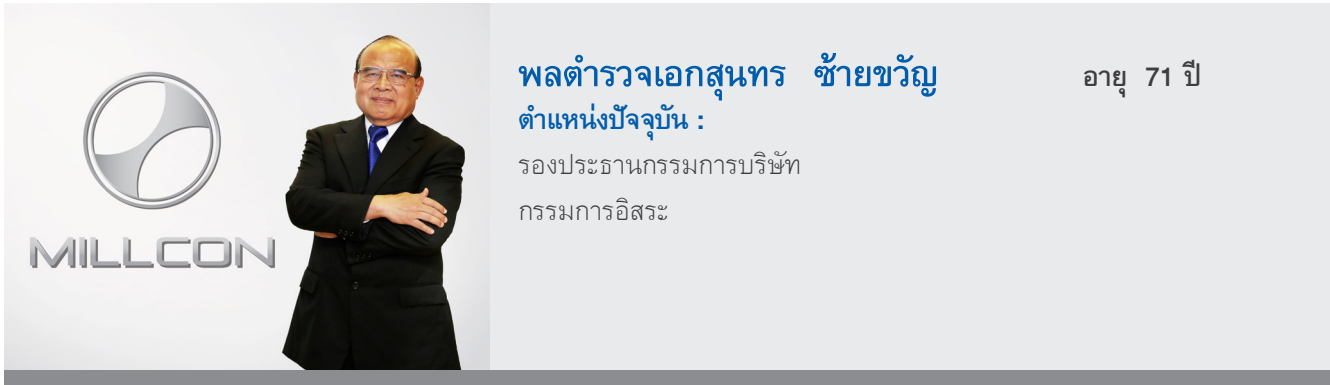 MILLCON
พลตำรวจเอกสุนทร ซ้ายขวัญ อายุ 71 ปี
ตำแหน่งปัจจุบัน :
รองประธานกรรมการบริษัท
กรรมการอิสระ